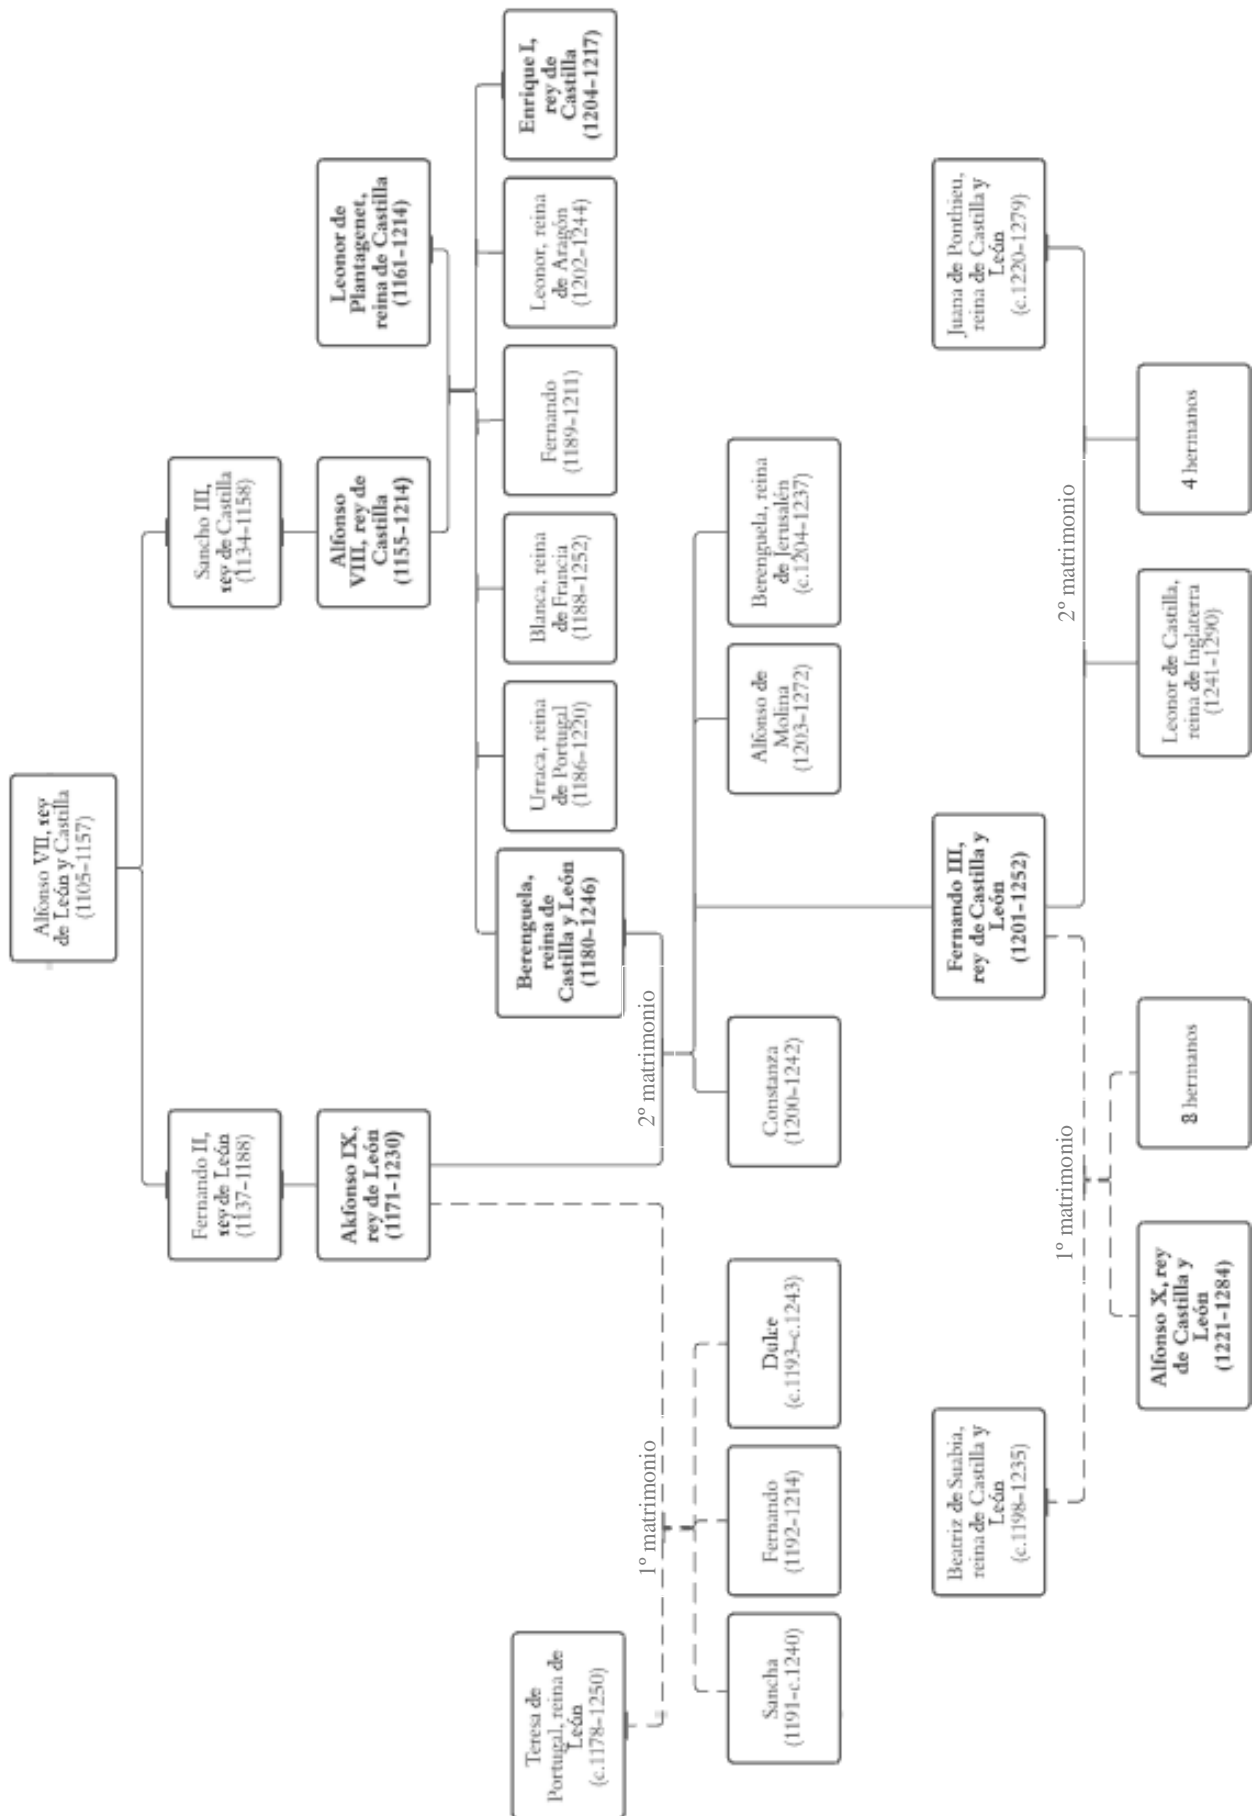 Alfonso VII, rey
de León y Castilla
(1105–1157)
Fernando II,
rey de León
(1137–1188)
Sancho III,
rey de Castilla
(1134–1158)
Akfonso IX,
rey de León
(1171–1230)
Alfonso
VIII, rey de
Castilla
(1155–1214)
Leonor de
Plantagenet,
reina de Castilla
(1161–1214)
Teresa de
Portugal, reina de
León
(c.1178–1250)
Berenguela,
reina de
Castilla y León
(1180–1246)
Urraca, reina
de Portugal
(1186–1220)
Blanca, reina
de Francia
(1188–1252)
Fernando
(1189–1211)
Leonor, reina
de Aragón
(1202–1244)
Enrique I,
rey de
Castilla
(1204–1217)
1º matrimonio
2º matrimonio
Sancha
(1191–c.1240)
Fernando
(1192–1214)
Dulce
(c.1193–c.1243)
Constanza
(1200–1242)
Alfonso de
Molina
(1203–1272)
Berenguela, reina
de Jerusalén
(c.1204–1237)
Beatriz de Suabia,
reina de Castilla y
León
(c.1198–1235)
Fernando III,
rey de Castilla y
León
(1201–1252)
Juana de Ponthieu,
reina de Castilla y
León
(c.1220–1279)
1º matrimonio
2º matrimonio
Alfonso X, rey
de Castilla y
León
(1221–1284)
8 hermanos
Leonor de Castilla,
reina de Inglaterra
(1241–1290)
4 hermanos